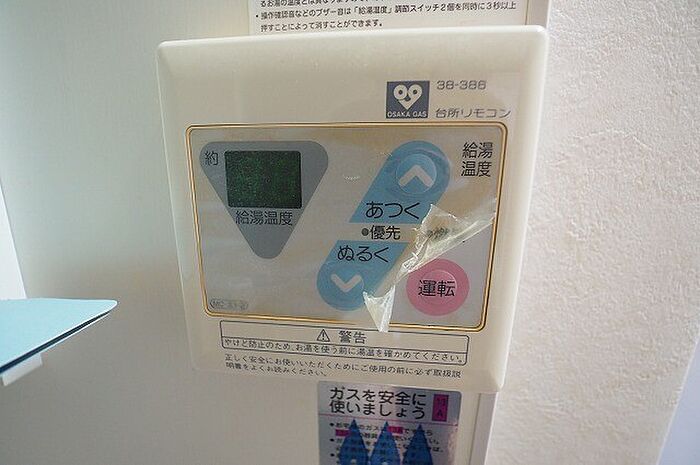 ・操作確認音などのブザー音は「給湯温度」調節スイッチ2個を同時に3秒以上
押すことによって消すことができます。
OSAKA GAS
38-386
台所リモコン
約
給湯温度
給湯
温度
あつく
優先
ぬるく
運転
警告
やけど防止のため、お湯を使う前に湯温を確かめてください。
正しく安全にお使いいただくためにご使用の前に必ず取扱説
明書をよくお読みください。
ガスを安全に
使いましょう
13
A